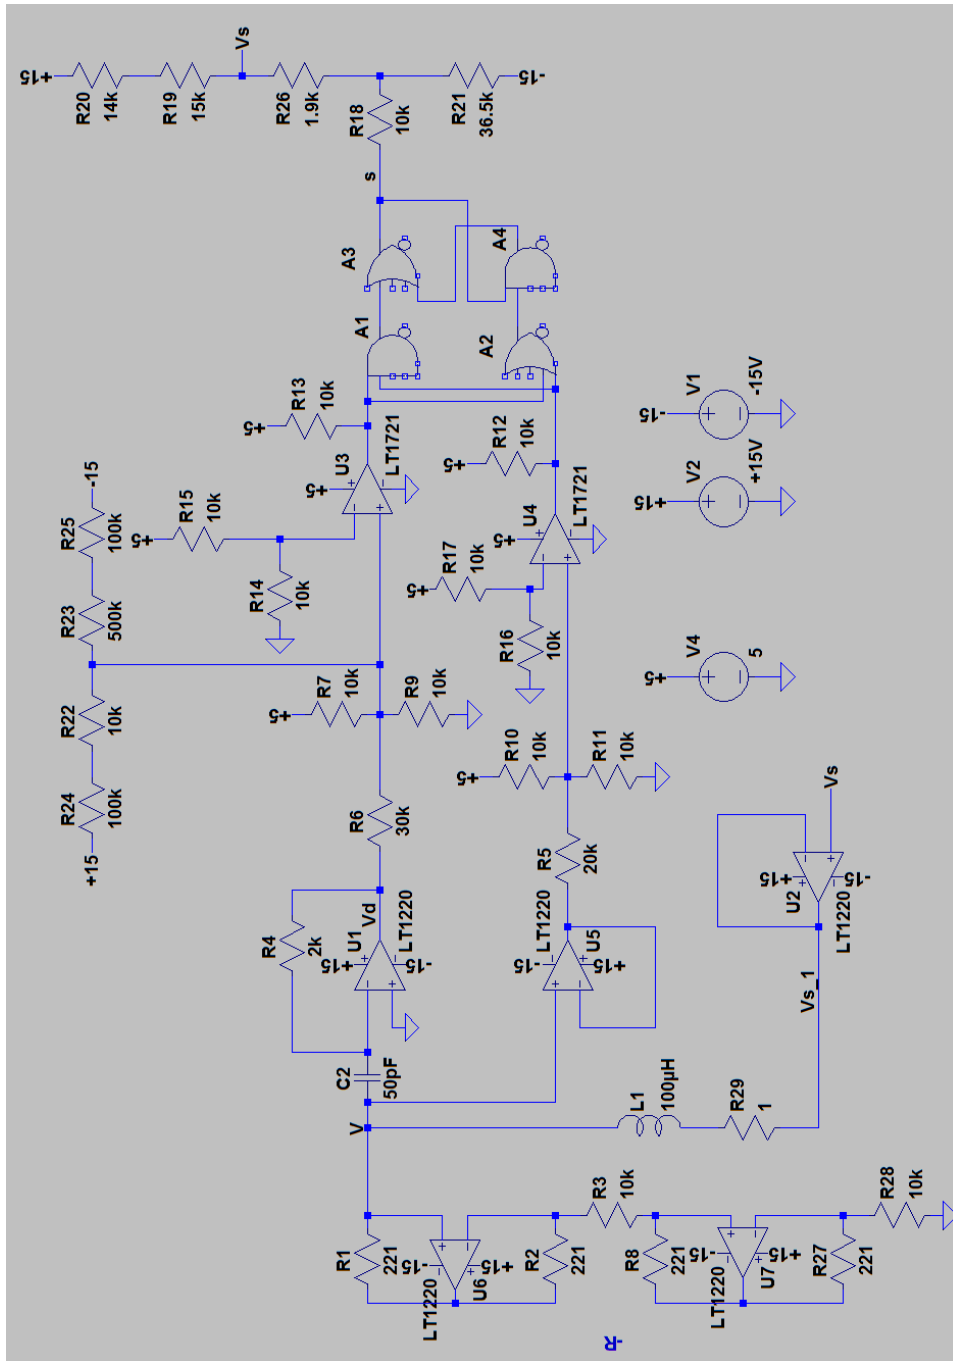 +15
R20
14k
R19
15k
Vs
R26
1.9k
R18
10k
R21
36.5k
-15
s
A3
A4
A1
A2
R13
10k
+5
U3
LT1721
+5
R12
10k
+5
U4
LT1721
+5
V1
-15V
-15
V2
+15V
+15
-15
R25
100k
R23
500k
R22
10k
R24
100k
+15
R15
10k
+5
R14
10k
R17
10k
+5
R16
10k
V4
5
+5
R7
10k
+5
R9
10k
R10
10k
+5
R11
10k
R6
30k
R5
20k
Vs
R4
2k
Vd
U1
LT1220
+15
-15
LT1220
U5
-15
+15
U2
LT1220
+15
-15
Vs_1
C2
50pF
V
L1
100µH
R29
1
R1
221
-15
LT1220
U6
+15
R2
221
R3
10k
R8
221
-15
LT1220
U7
+15
R27
221
R28
10k
-R